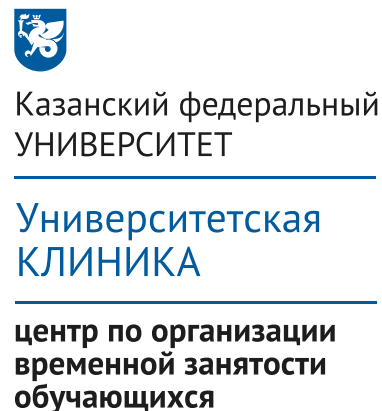 Казанский федеральный
УНИВЕРСИТЕТ
Университетская
КЛИНИКА
центр по организации
временной занятости
обучающихся